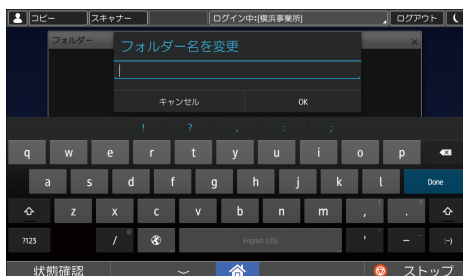 コピー スキャナー ログイン中:[横浜事業所] ログアウト
フォルダー
フォルダー名を変更
キャンセル OK
! ? , : ;
q w e r t y u i o p
a s d f g h j k l Done
z x c v b n m , ! . ?
?123 / English (US) ' – :-)
状態確認 ストップ